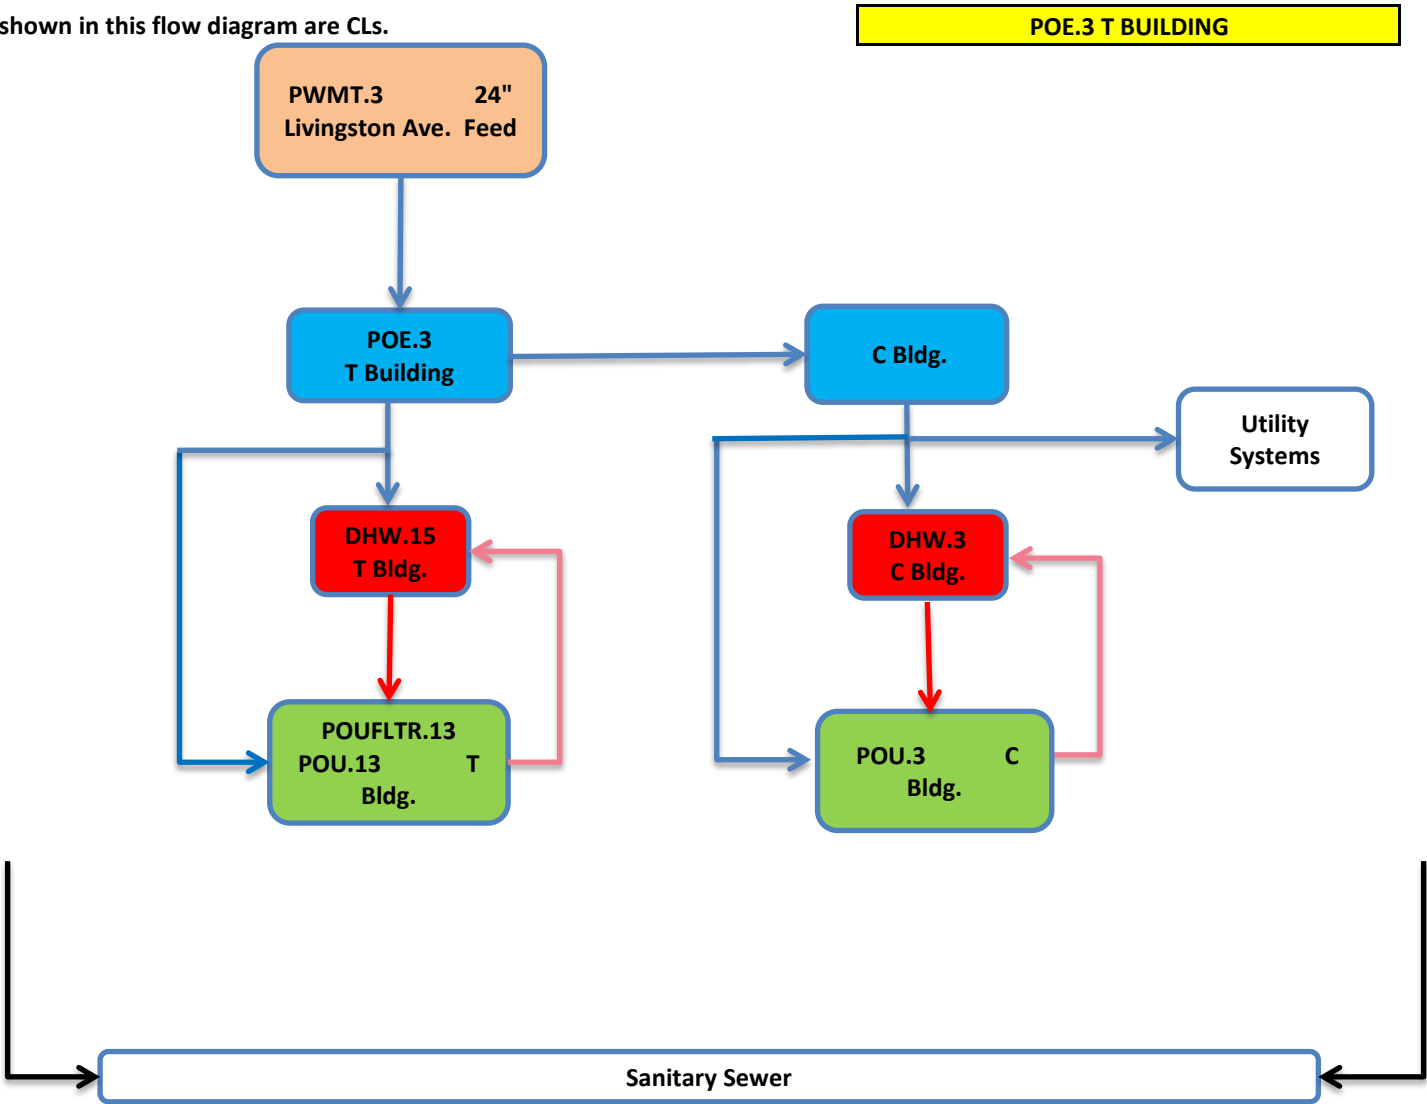 shown in this flow diagram are CLs.
POE.3 T BUILDING
PWMT.3 24"
Livingston Ave. Feed
POE.3
T Building
C Bldg.
Utility
Systems
DHW.15
T Bldg.
DHW.3
C Bldg.
POUFLTR.13
POU.13 T
Bldg.
POU.3 C
Bldg.
Sanitary Sewer